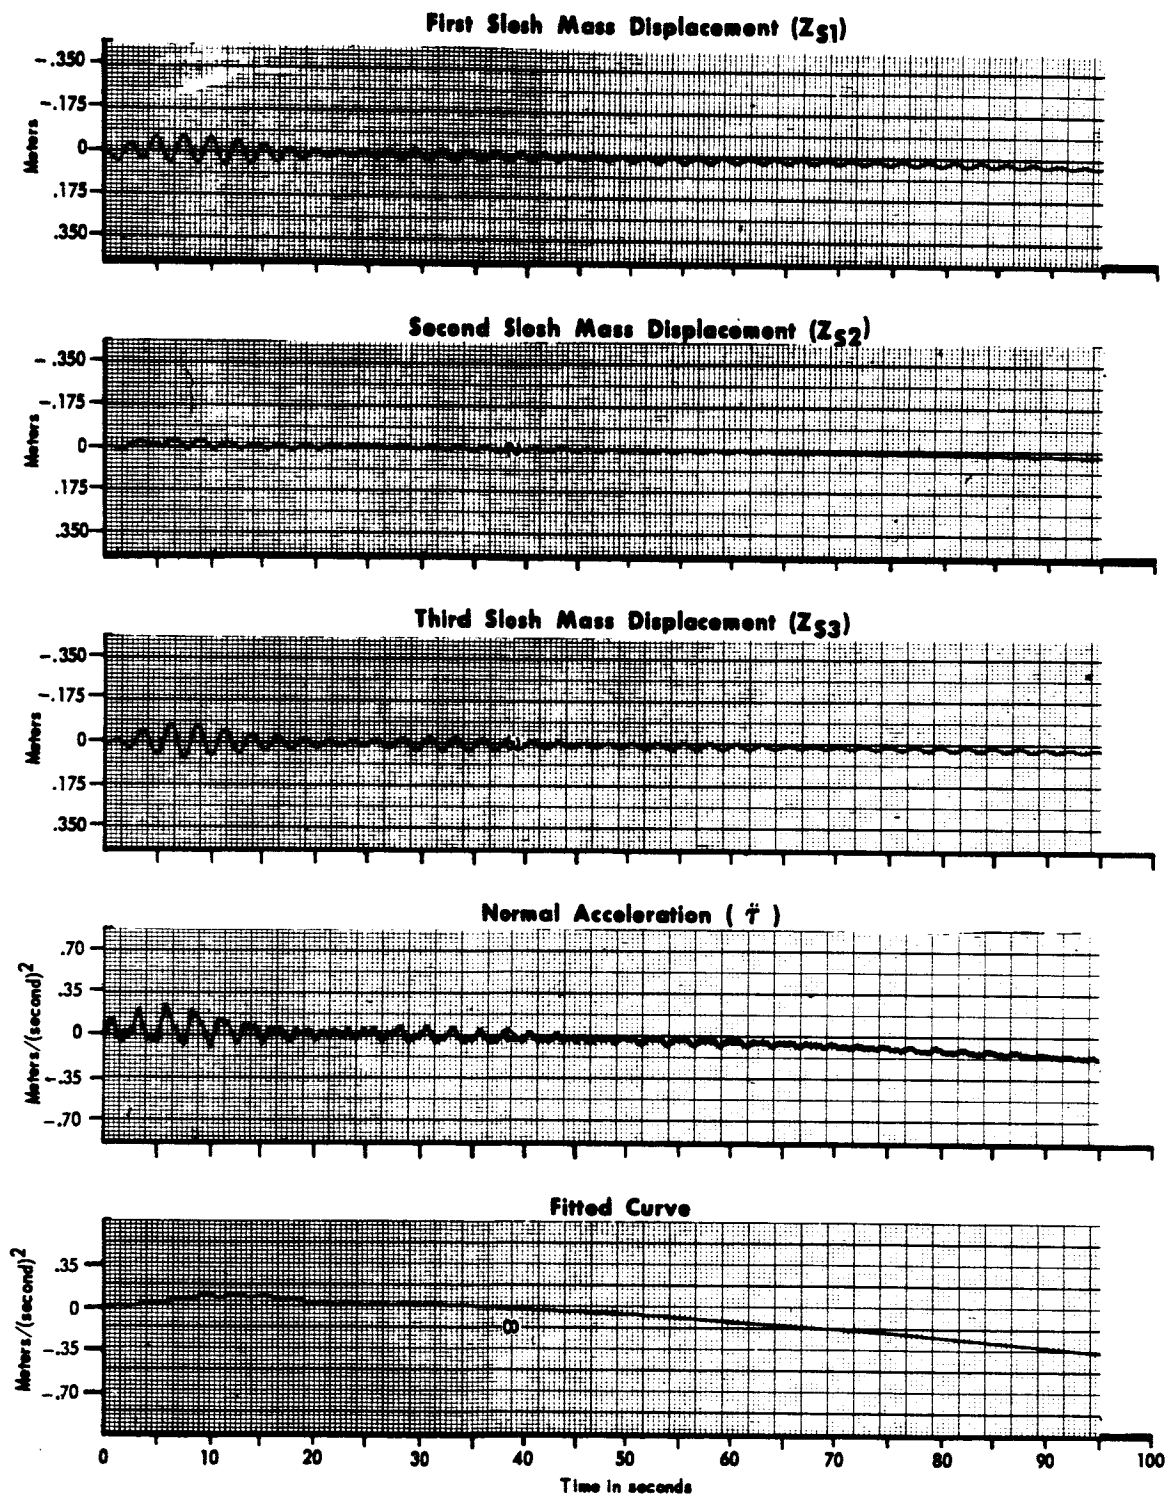 First Slosh Mass Displacement (ZS1)
-.350
-.175
0
.175
.350
Meters
Second Slosh Mass Displacement (ZS2)
-.350
-.175
0
.175
.350
Meters
Third Slosh Mass Displacement (ZS3)
-.350
-.175
0
.175
.350
Meters
Normal Acceleration ( τ̈ )
.70
.35
0
-.35
-.70
Meters/(second)²
Fitted Curve
.35
0
-.35
-.70
Meters/(second)²
0 10 20 30 40 50 60 70 80 90 100
Time in seconds